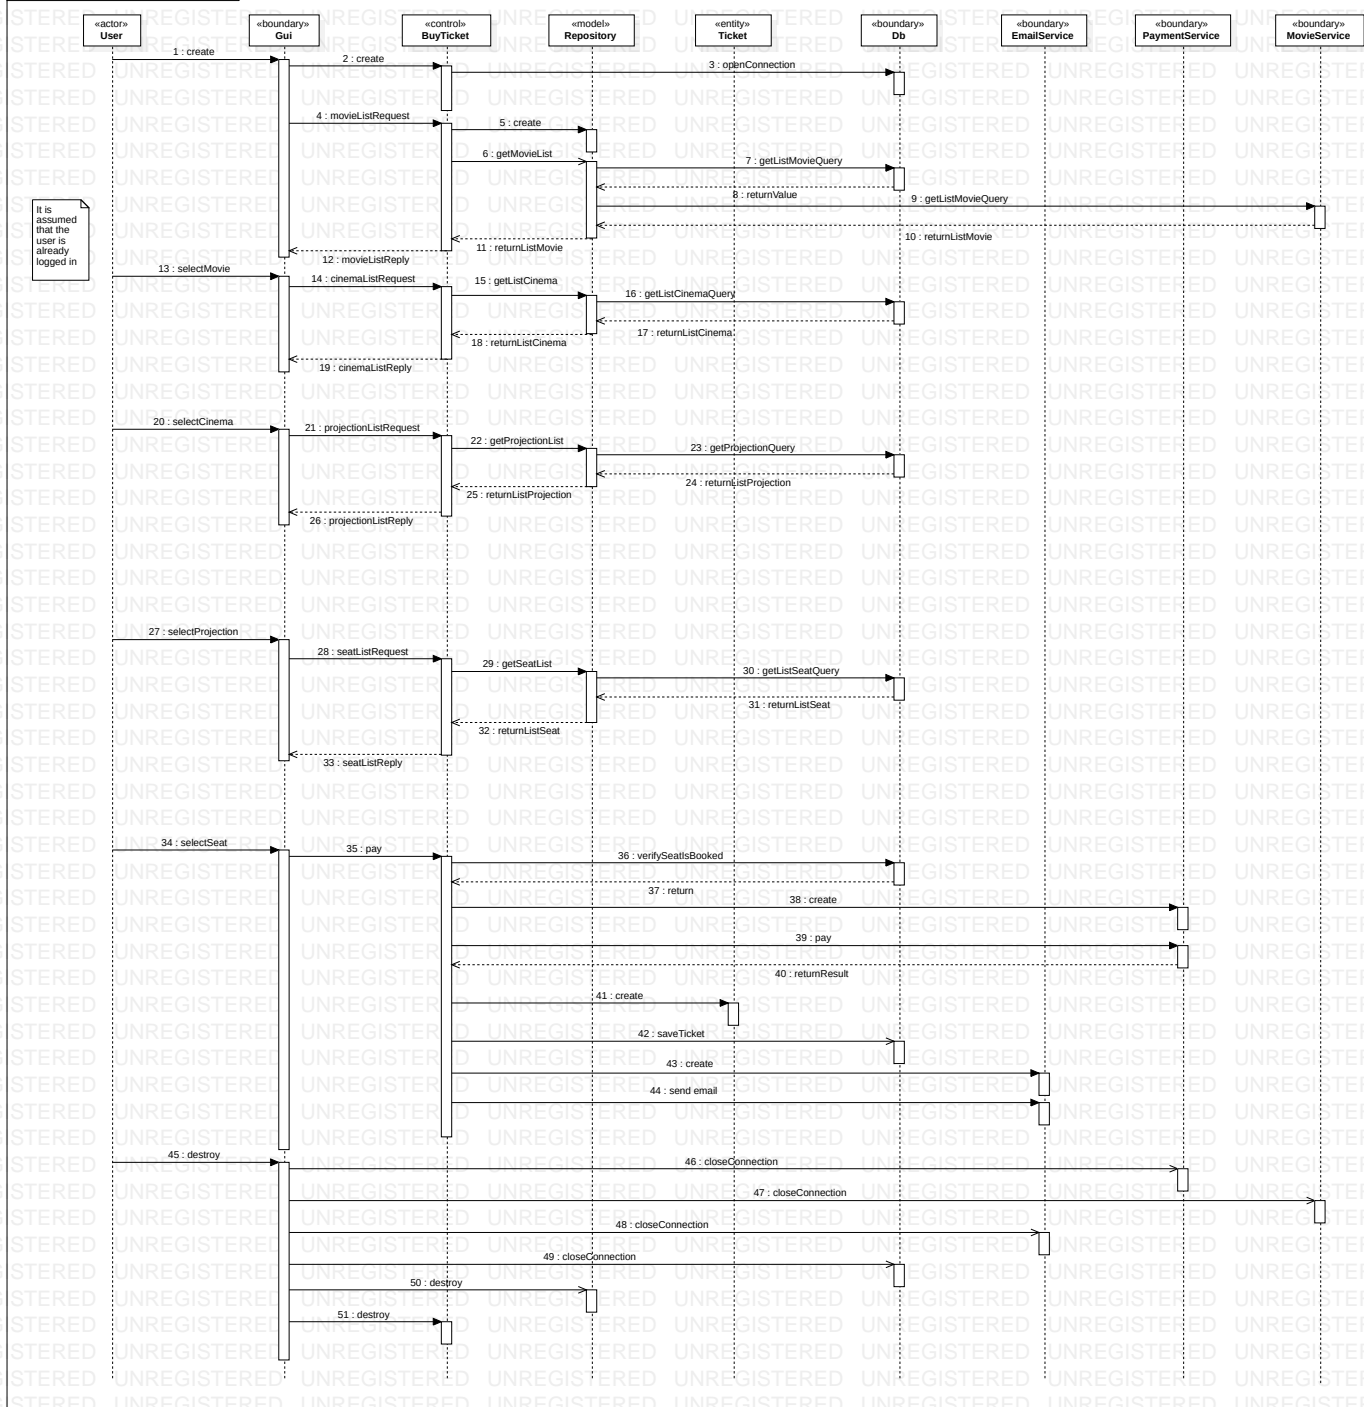 «actor»
User
«boundary»
Gui
«control»
BuyTicket
«model»
Repository
«entity»
Ticket
«boundary»
Db
«boundary»
EmailService
«boundary»
PaymentService
«boundary»
MovieService
1 : create
2 : create
3 : openConnection
4 : movieListRequest
5 : create
6 : getMovieList
7 : getListMovieQuery
8 : returnValue
9 : getListMovieQuery
10 : returnListMovie
11 : returnListMovie
12 : movieListReply
It is
assumed
that the
user is
already
logged in
13 : selectMovie
14 : cinemaListRequest
15 : getListCinema
16 : getListCinemaQuery
17 : returnListCinema
18 : returnListCinema
19 : cinemaListReply
20 : selectCinema
21 : projectionListRequest
22 : getProjectionList
23 : getProjectionQuery
24 : returnListProjection
25 : returnListProjection
26 : projectionListReply
27 : selectProjection
28 : seatListRequest
29 : getSeatList
30 : getListSeatQuery
31 : returnListSeat
32 : returnListSeat
33 : seatListReply
34 : selectSeat
35 : pay
36 : verifySeatIsBooked
37 : return
38 : create
39 : pay
40 : returnResult
41 : create
42 : saveTicket
43 : create
44 : send email
45 : destroy
46 : closeConnection
47 : closeConnection
48 : closeConnection
49 : closeConnection
50 : destroy
51 : destroy
UNREGISTERED